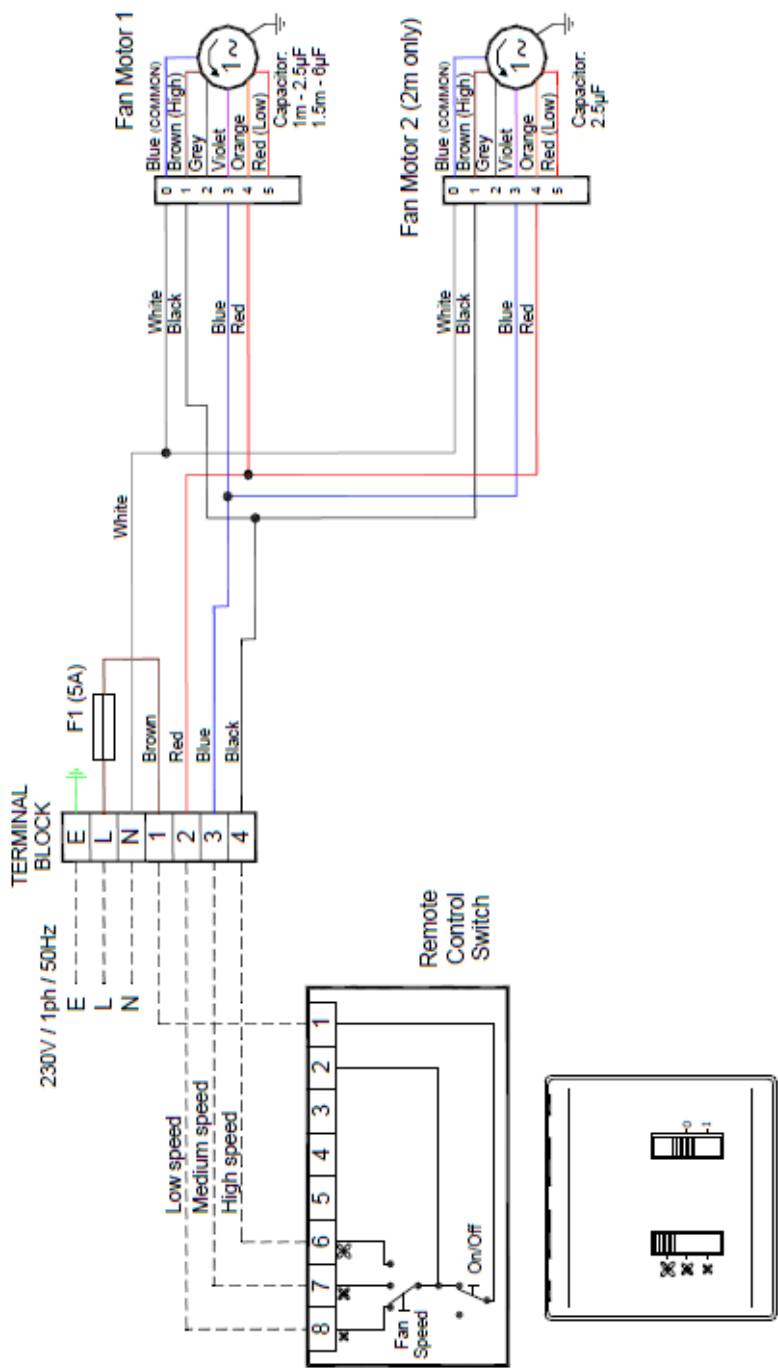 230V / 1ph / 50Hz
E
L
N
TERMINAL
BLOCK
E
L
N
1
2
3
4
F1 (5A)
Brown
Red
Blue
Black
White
White
Black
Blue
Red
Fan Motor 1
Blue (COMMON)
Brown (High)
Grey
Violet
Orange
Red (Low)
0
1
2
3
4
5
1~
Capacitor:
1m - 2.5µF
1.5m - 6µF
White
Black
Blue
Red
Fan Motor 2 (2m only)
Blue (COMMON)
Brown (High)
Grey
Violet
Orange
Red (Low)
0
1
2
3
4
5
1~
Capacitor:
2.5µF
Low speed
Medium speed
High speed
Remote
Control
Switch
8
7
6
5
4
3
2
1
Fan
Speed
On/Off
0
1